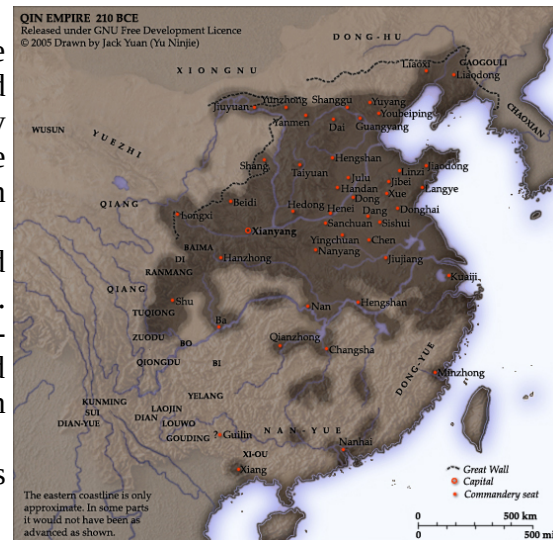 QIN EMPIRE 210 BCE
Released under GNU Free Development Licence
© 2005 Drawn by Jack Yuan (Yu Ninjie)
DONG-HU
XIONGNU
Liaoxi
GAOGOULI
Liaodong
CHAOXIAN
Jiuyuan
Yunzhong
Shanggu
Yuyang
Youbeiping
Yanmen
Dai
Guangyang
WUSUN
YUEZHI
Shang
Hengshan
Taiyuan
Linzi
Jiaodong
Julu
Jibei
Handan
Langye
Xue
Dong
QIANG
Beidi
Longxi
Hedong
Henei
Dang
Donghai
Sanchuan
Sishui
Xianyang
BAIMA
Yingchuan
Chen
Nanyang
DI
Hanzhong
Jiujiang
RANMANG
Kuaiji
QIANG
Shu
Nan
Hengshan
TUQIONG
Ba
ZUODU
BO
Qianzhong
Changsha
QIONGDU
BI
DONG-YUE
Minzhong
YELANG
KUNMING
SUI
LAOJIN
DIAN-YUE
DIAN
LOUWO
GOUDING
? Guilin
NAN-YUE
Nanhai
XI-OU
Xiang
Great Wall
Capital
Commandery seat
The eastern coastline is only
approximate. In some parts
it would not have been as
advanced as shown.
0 500 km
0 500 mi